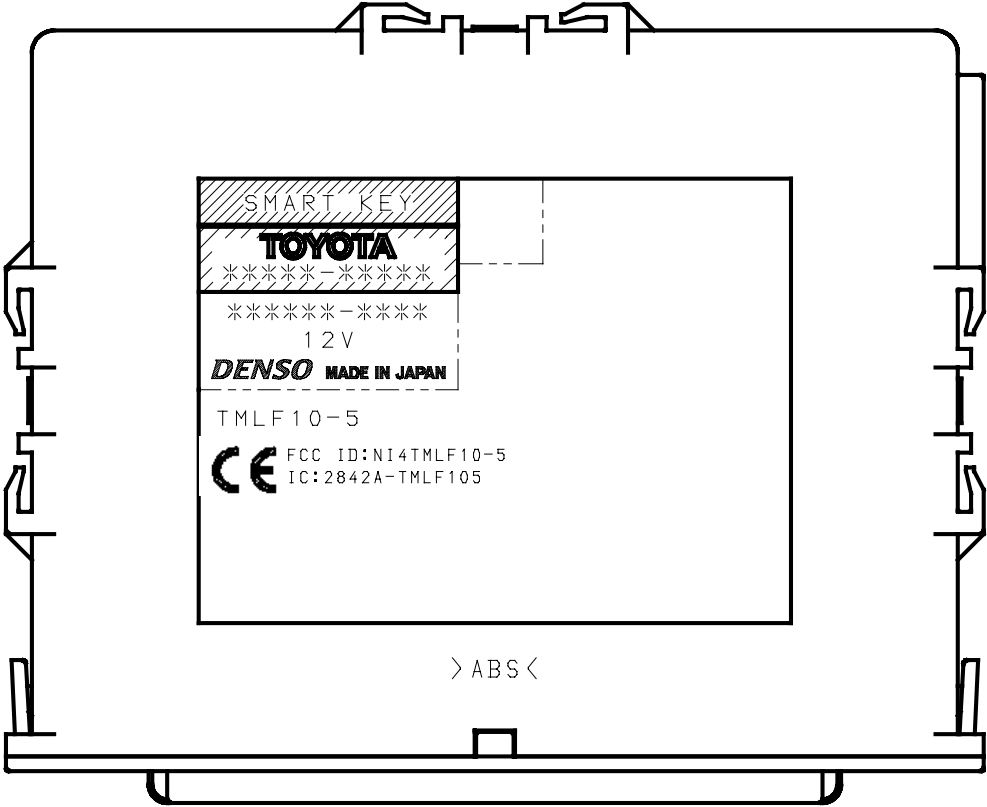 SMART KEY
TOYOTA
*****-*****
******-****
12V
DENSO MADE IN JAPAN
TMLF10-5
CE FCC ID:NI4TMLF10-5
IC:2842A-TMLF105
>ABS<